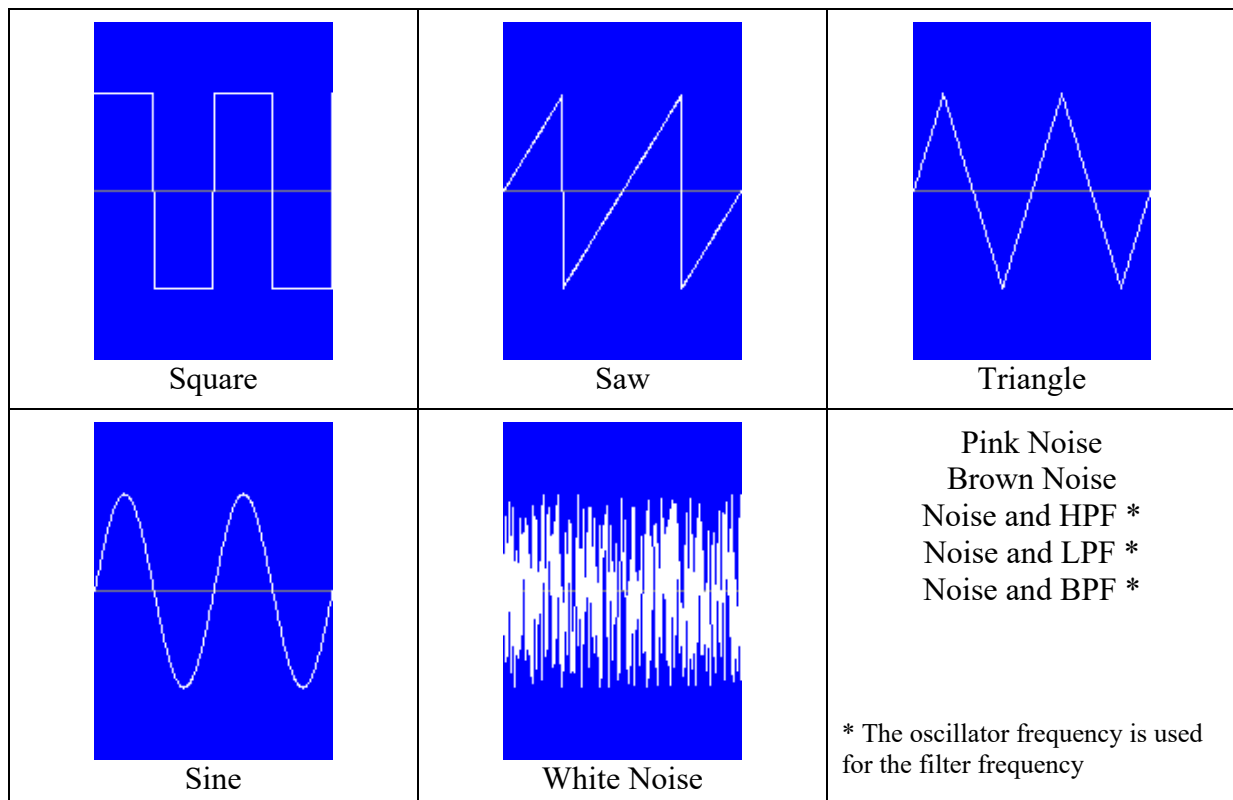 Square
Saw
Triangle
Sine
White Noise
Pink Noise
Brown Noise
Noise and HPF *
Noise and LPF *
Noise and BPF *
* The oscillator frequency is used
for the filter frequency